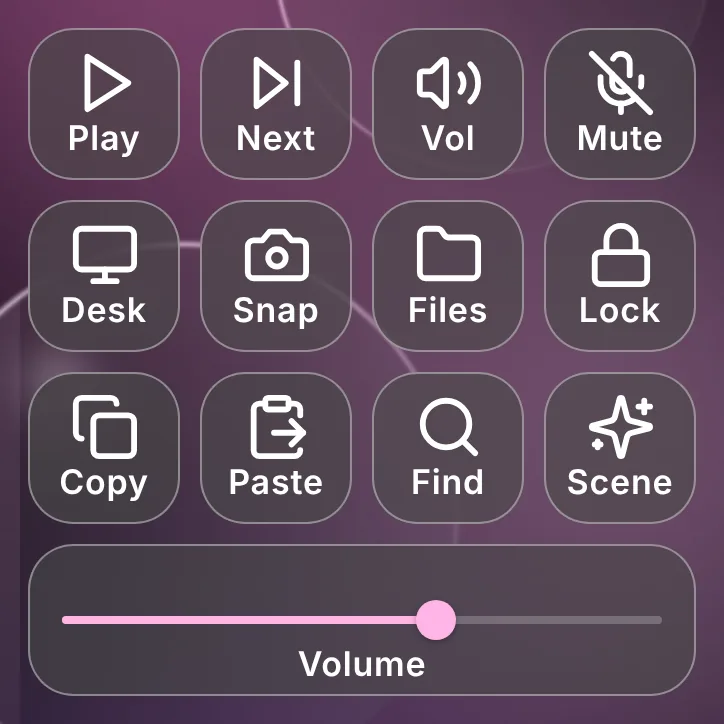 Play
Next
Vol
Mute
Desk
Snap
Files
Lock
Copy
Paste
Find
Scene
Volume